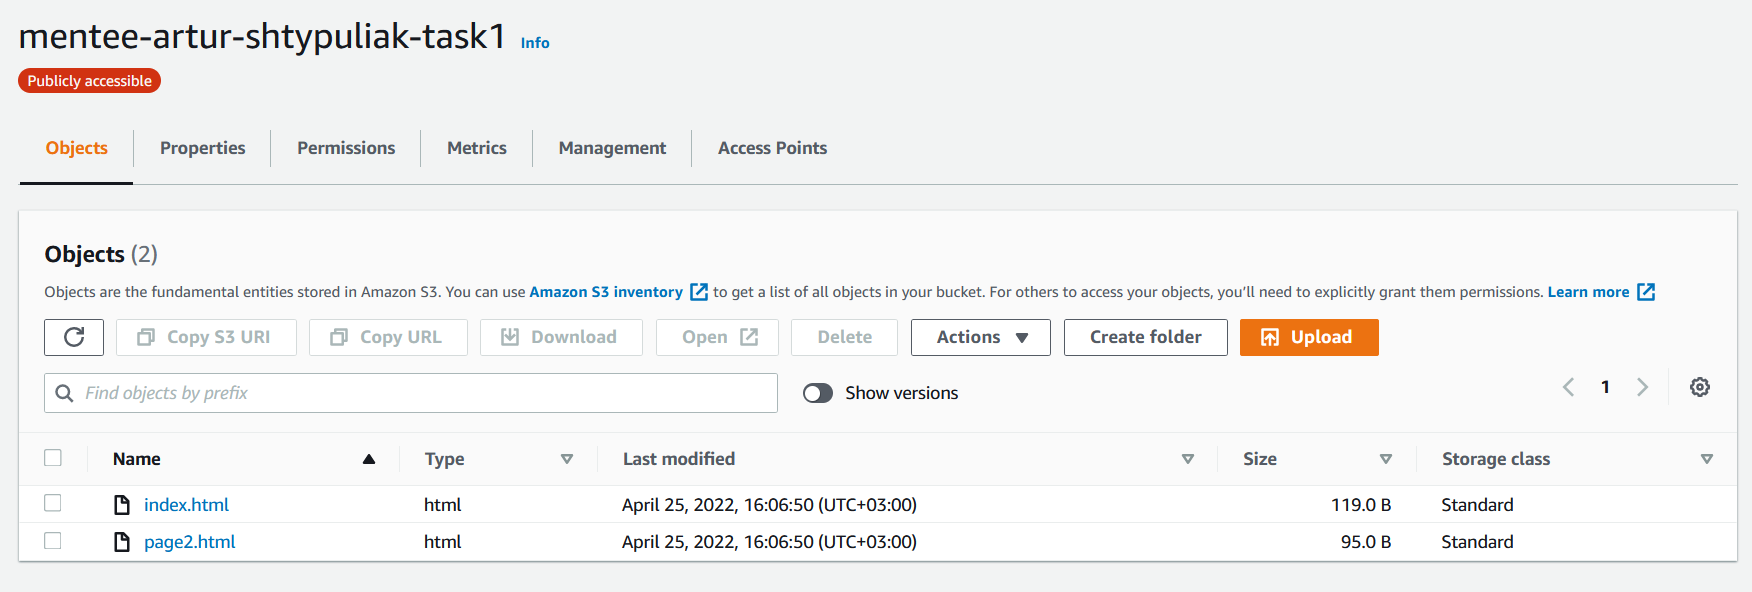 mentee-artur-shtypuliak-task1 Info
Publicly accessible
Objects Properties Permissions Metrics Management Access Points
Objects (2)
Objects are the fundamental entities stored in Amazon S3. You can use Amazon S3 inventory to get a list of all objects in your bucket. For others to access your objects, you'll need to explicitly grant them permissions. Learn more
Copy S3 URI Copy URL Download Open Delete Actions Create folder Upload
Find objects by prefix Show versions 1
Name Type Last modified Size Storage class
index.html html April 25, 2022, 16:06:50 (UTC+03:00) 119.0 B Standard
page2.html html April 25, 2022, 16:06:50 (UTC+03:00) 95.0 B Standard